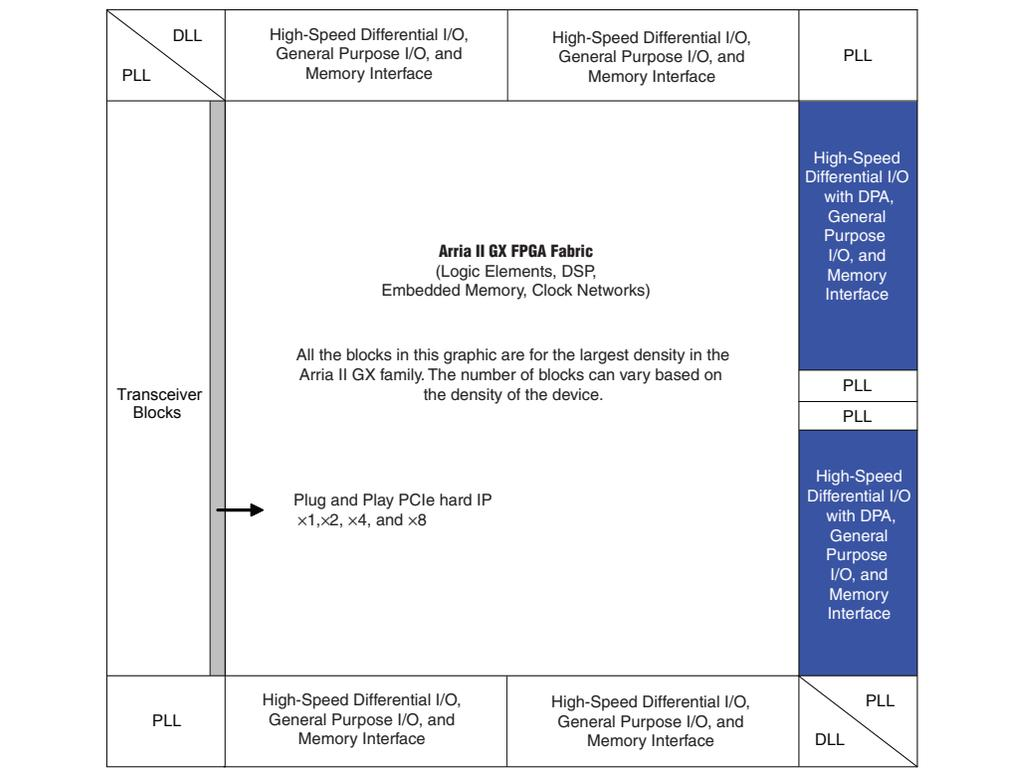 DLL
PLL
High-Speed Differential I/O,
General Purpose I/O, and
Memory Interface
High-Speed Differential I/O,
General Purpose I/O, and
Memory Interface
PLL
Transceiver
Blocks
Arria II GX FPGA Fabric
(Logic Elements, DSP,
Embedded Memory, Clock Networks)
All the blocks in this graphic are for the largest density in the
Arria II GX family. The number of blocks can vary based on
the density of the device.
Plug and Play PCIe hard IP
×1,×2, ×4, and ×8
High-Speed
Differential I/O
with DPA,
General
Purpose
I/O, and
Memory
Interface
PLL
PLL
High-Speed
Differential I/O
with DPA,
General
Purpose
I/O, and
Memory
Interface
PLL
High-Speed Differential I/O,
General Purpose I/O, and
Memory Interface
High-Speed Differential I/O,
General Purpose I/O, and
Memory Interface
PLL
DLL